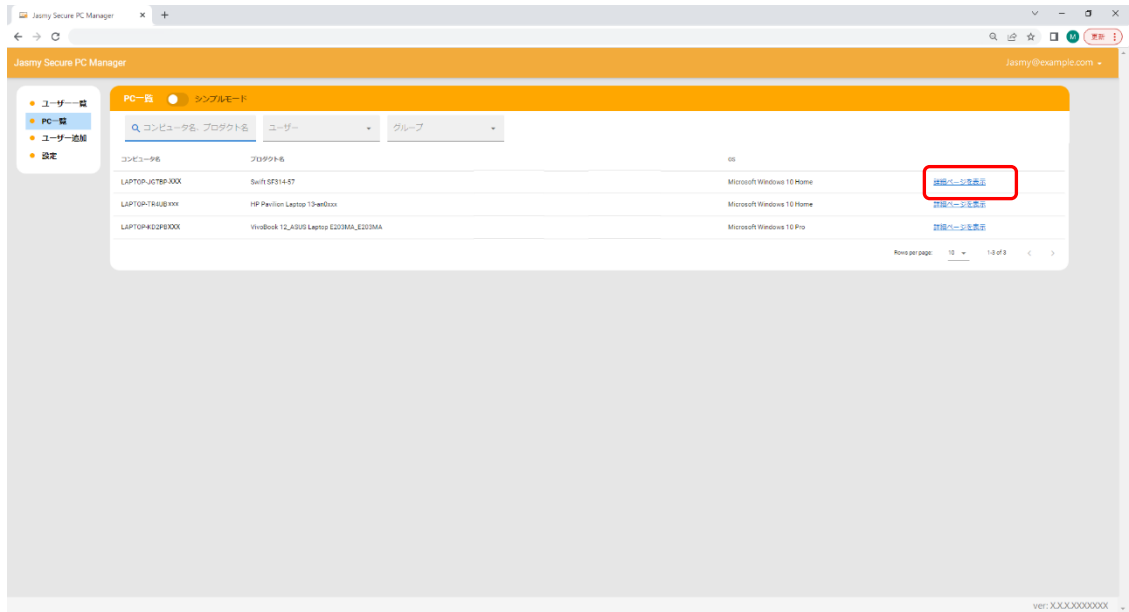 Jasmy Secure PC Manager
更新
Jasmy Secure PC Manager
Jasmy@example.com
ユーザー一覧
PC一覧
ユーザー追加
設定
PC一覧 シンプルモード
コンピュータ名、プロダクト名 ユーザー グループ
コンピュータ名 プロダクト名 OS
LAPTOP-JGTBP-XXX Swift SF314-57 Microsoft Windows 10 Home 詳細ページを表示
LAPTOP-TR4UBXXX HP Pavilion Laptop 13-an0xxx Microsoft Windows 10 Home 詳細ページを表示
LAPTOP-KD2P8XXX VivoBook 12_ASUS Laptop E203MA_E203MA Microsoft Windows 10 Pro 詳細ページを表示
Rows per page: 10 1-3 of 3
ver: X.X.XXXXXXXX